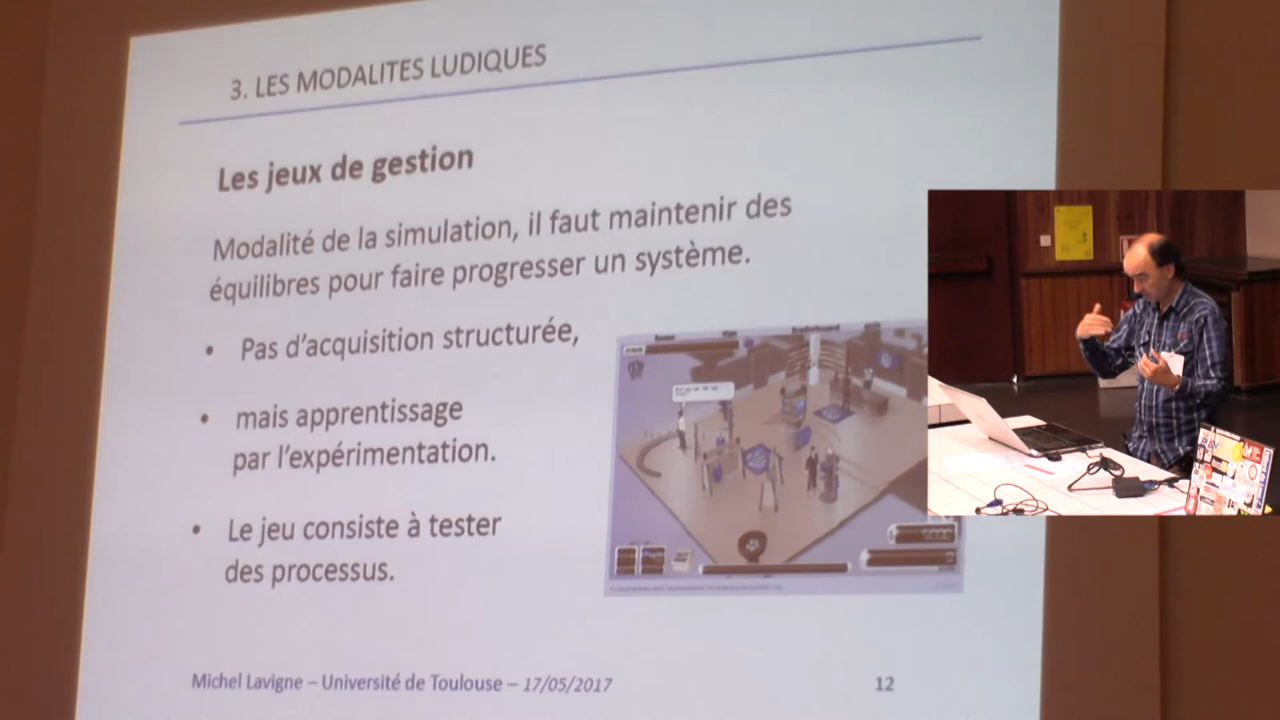 3. LES MODALITES LUDIQUES
Les jeux de gestion
Modalité de la simulation, il faut maintenir des
équilibres pour faire progresser un système.
• Pas d'acquisition structurée,
• mais apprentissage
par l'expérimentation.
• Le jeu consiste à tester
des processus.
Michel Lavigne – Université de Toulouse – 17/05/2017
12